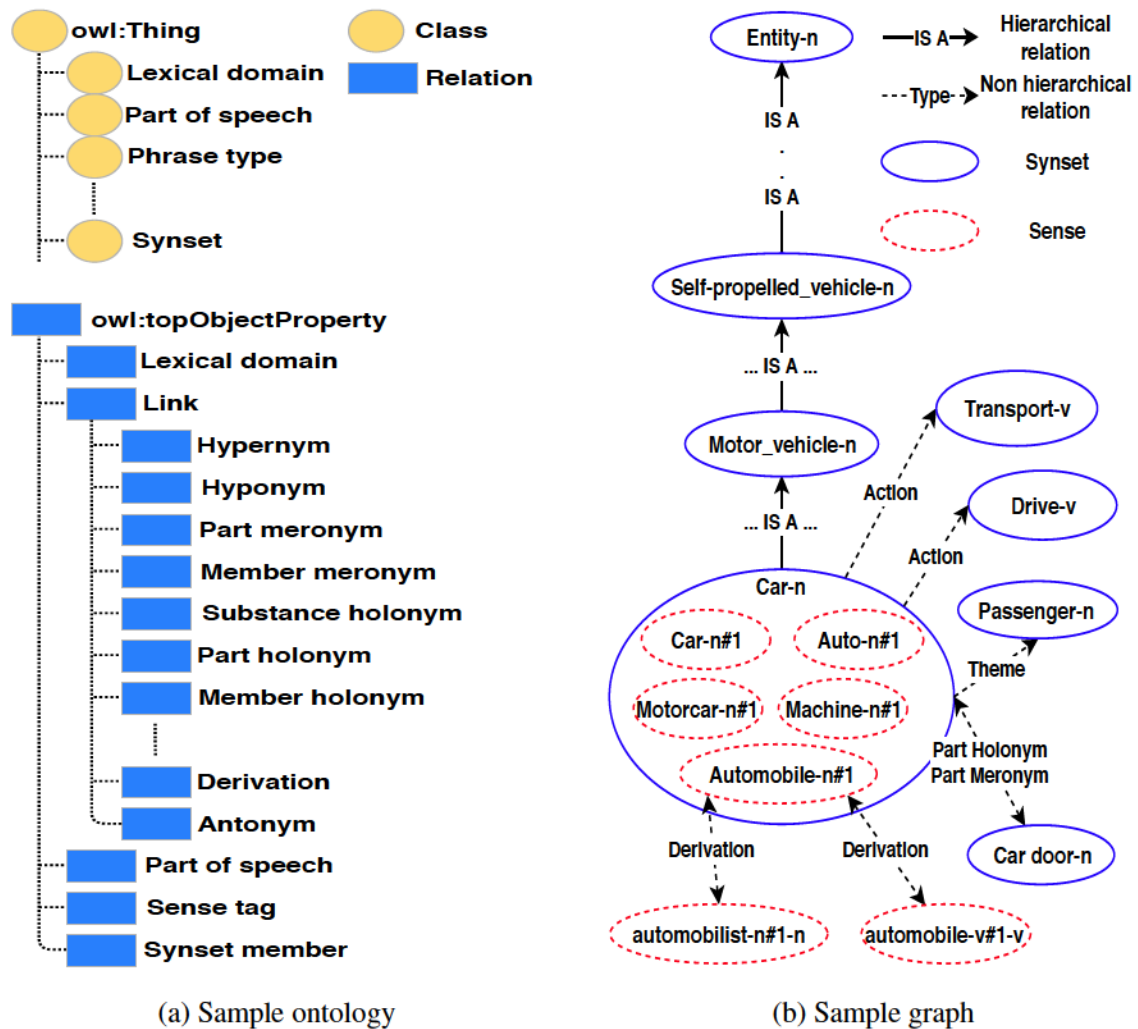 owl:Thing
Class
Lexical domain
Relation
Part of speech
Phrase type
Synset
owl:topObjectProperty
Lexical domain
Link
Hypernym
Hyponym
Part meronym
Member meronym
Substance holonym
Part holonym
Member holonym
Derivation
Antonym
Part of speech
Sense tag
Synset member
(a) Sample ontology
Entity-n
IS A
Hierarchical
relation
Type
Non hierarchical
relation
Synset
Sense
IS A
.
.
IS A
Self-propelled_vehicle-n
... IS A ...
Motor_vehicle-n
Transport-v
Action
Drive-v
... IS A ...
Action
Car-n
Passenger-n
Car-n#1
Auto-n#1
Theme
Motorcar-n#1
Machine-n#1
Part Holonym
Part Meronym
Automobile-n#1
Car door-n
Derivation
Derivation
automobilist-n#1-n
automobile-v#1-v
(b) Sample graph